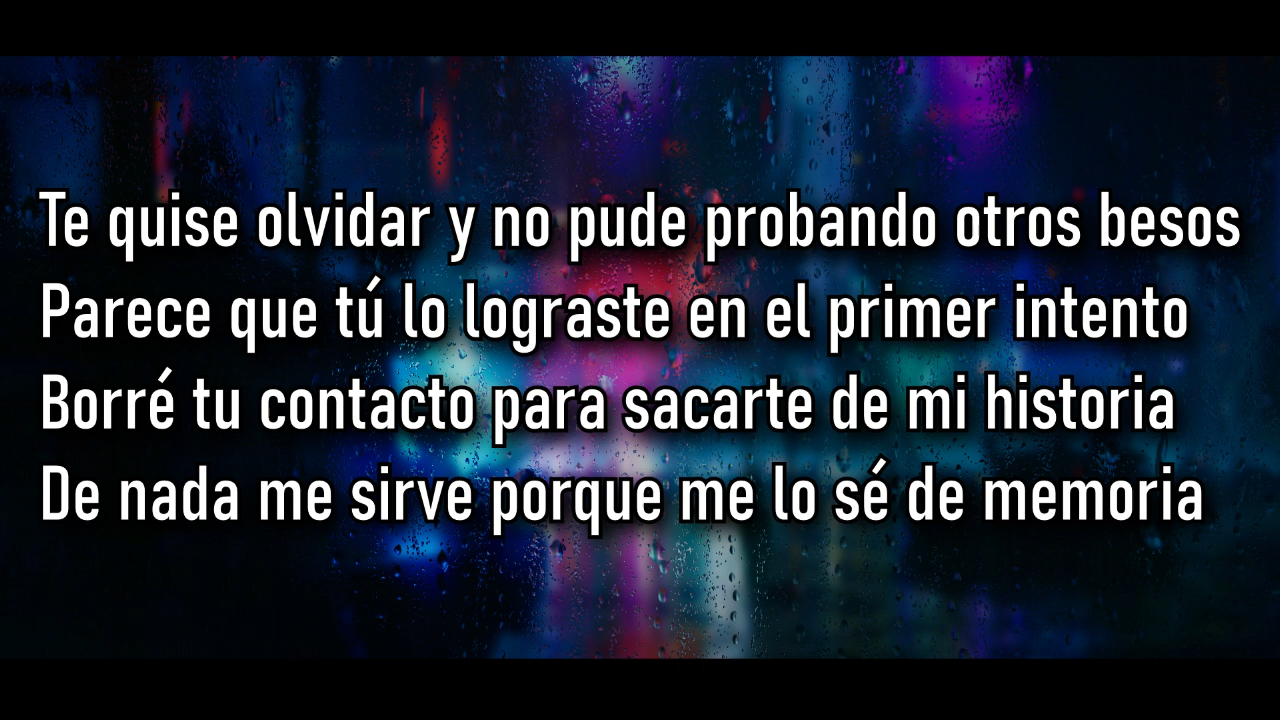 Te quise olvidar y no pude probando otros besos
Parece que tú lo lograste en el primer intento
Borré tu contacto para sacarte de mi historia
De nada me sirve porque me lo sé de memoria